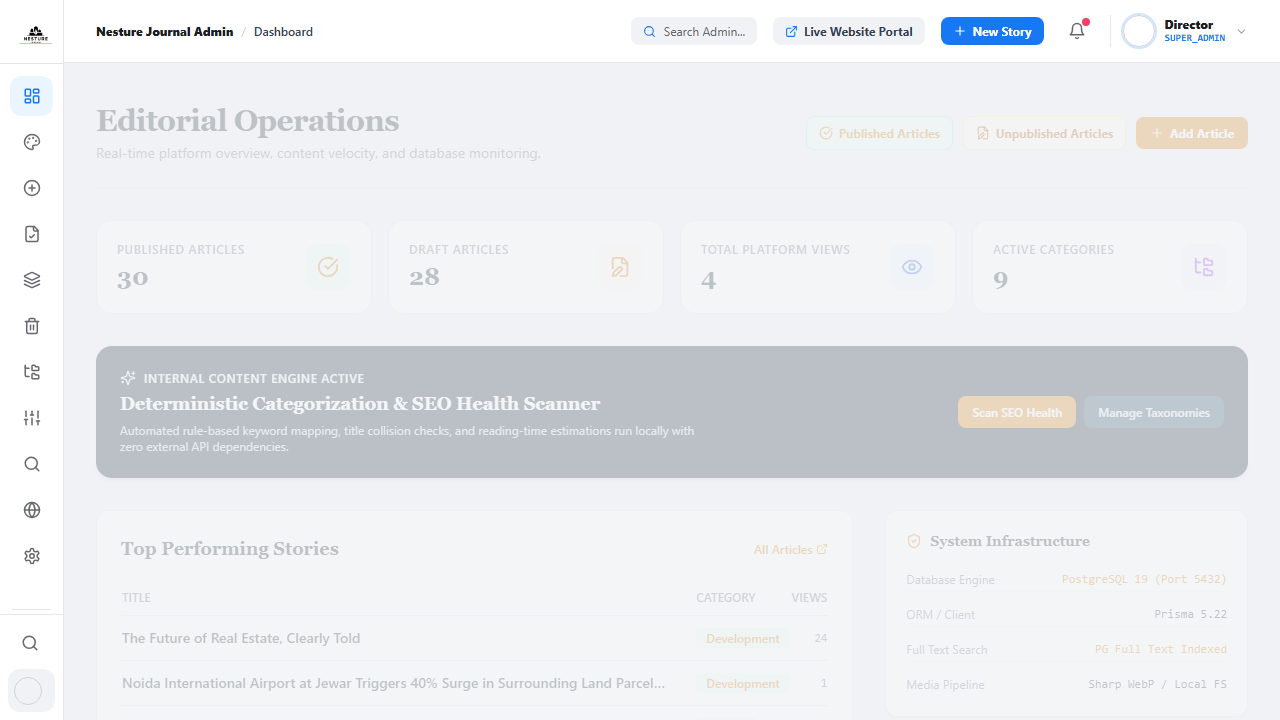 NESTURE
Nesture Journal Admin / Dashboard
Search Admin...
Live Website Portal
+ New Story
Director
SUPER_ADMIN
Editorial Operations
Real-time platform overview, content velocity, and database monitoring.
Published Articles
Unpublished Articles
+ Add Article
PUBLISHED ARTICLES
30
DRAFT ARTICLES
28
TOTAL PLATFORM VIEWS
4
ACTIVE CATEGORIES
9
INTERNAL CONTENT ENGINE ACTIVE
Deterministic Categorization & SEO Health Scanner
Automated rule-based keyword mapping, title collision checks, and reading-time estimations run locally with
zero external API dependencies.
Scan SEO Health
Manage Taxonomies
Top Performing Stories
All Articles
TITLE CATEGORY VIEWS
The Future of Real Estate, Clearly Told Development 24
Noida International Airport at Jewar Triggers 40% Surge in Surrounding Land Parcel... Development 1
System Infrastructure
Database Engine PostgreSQL 19 (Port 5432)
ORM / Client Prisma 5.22
Full Text Search PG Full Text Indexed
Media Pipeline Sharp WebP / Local FS